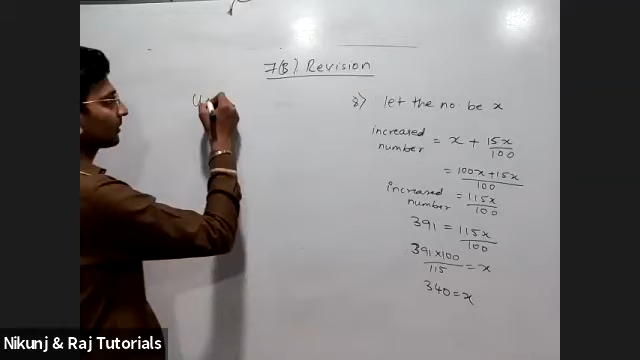 7(B) Revision
8) let the no. be x
increased number = x + 15x/100
= 100x+15x/100
increased number = 115x/100
391 = 115x/100
391×100/115 = x
340 = x
Nikunj & Raj Tutorials